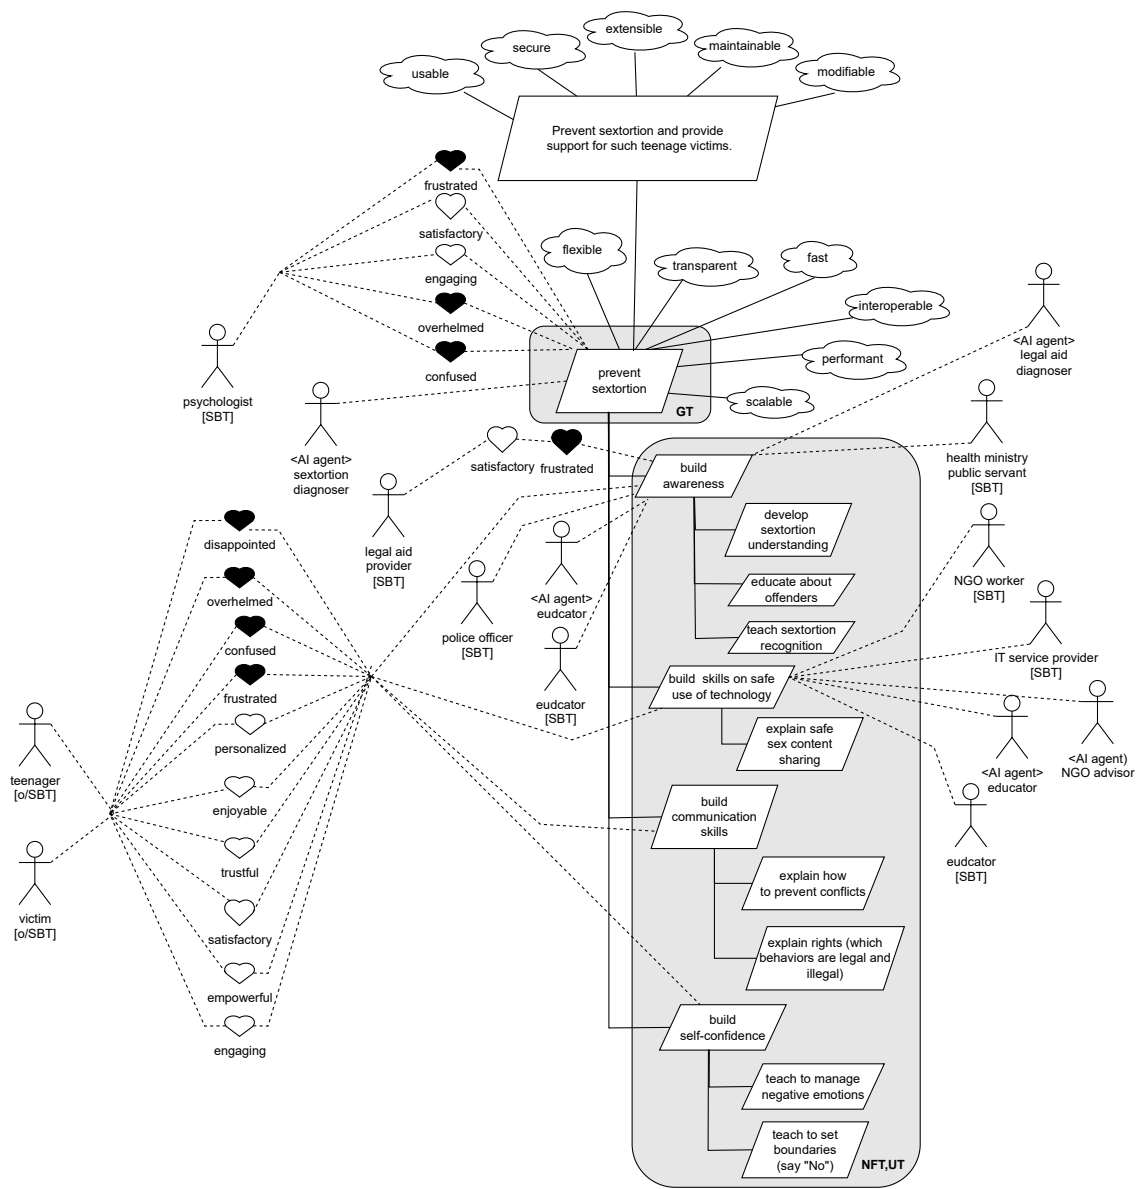 extensible
secure
maintainable
usable
modifiable
Prevent sextortion and provide
support for such teenage victims.
frustrated
satisfactory
engaging
overhelmed
confused
flexible
transparent
fast
interoperable
performant
scalable
prevent
sextortion
GT
psychologist
[SBT]
<AI agent>
sextortion
diagnoser
<AI agent>
legal aid
diagnoser
health ministry
public servant
[SBT]
satisfactory
frustrated
legal aid
provider
[SBT]
build
awareness
develop
sextortion
understanding
educate about
offenders
teach sextortion
recognition
police officer
[SBT]
<AI agent>
eudcator
eudcator
[SBT]
NGO worker
[SBT]
IT service provider
[SBT]
<AI agent>
educator
<AI agent)
NGO advisor
eudcator
[SBT]
disappointed
overhelmed
confused
frustrated
personalized
enjoyable
trustful
satisfactory
empowerful
engaging
teenager
[o/SBT]
victim
[o/SBT]
build  skills on safe
use of technology
explain safe
sex content
sharing
build
communication
skills
explain how
to prevent conflicts
explain rights (which
behaviors are legal and
illegal)
build
self-confidence
teach to manage
negative emotions
teach to set
boundaries
(say "No")
NFT,UT